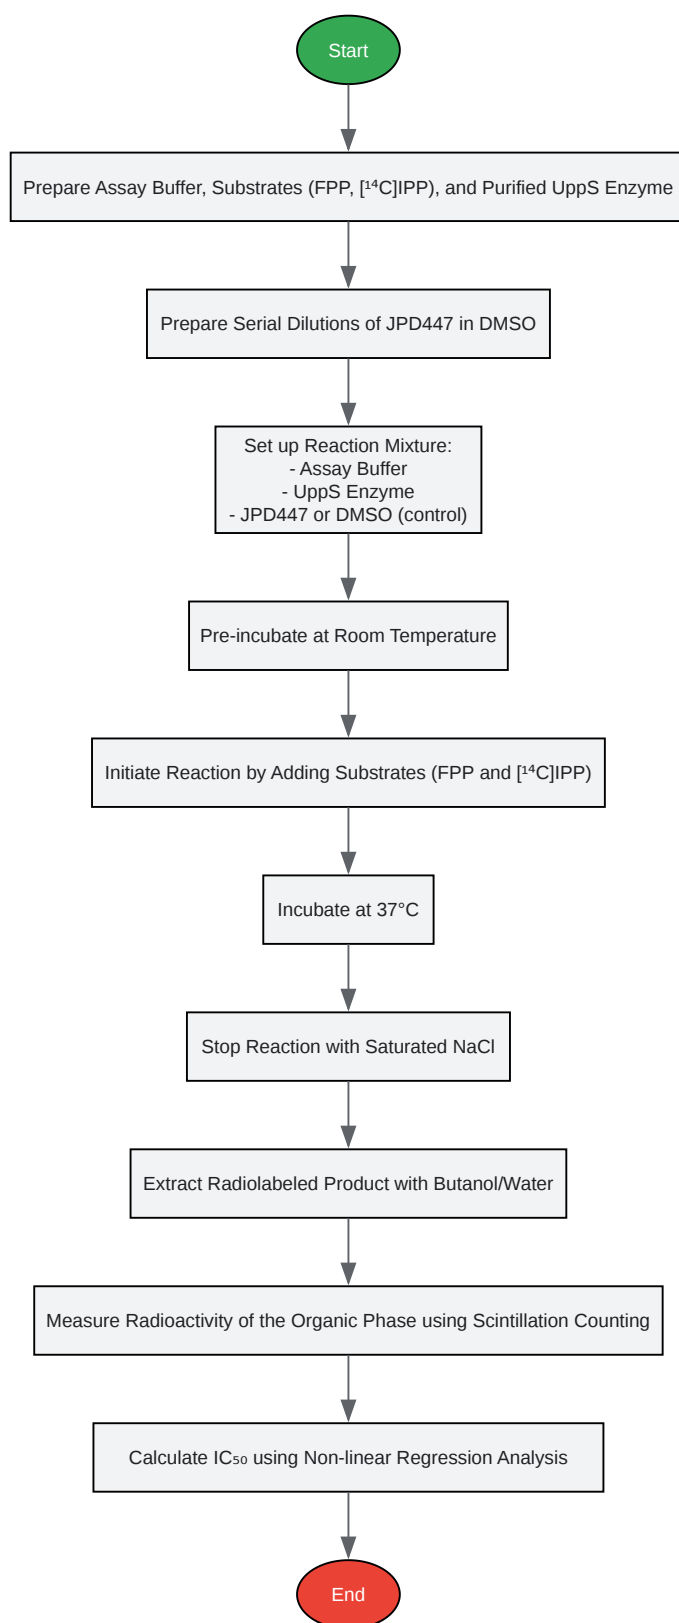 Start
Prepare Assay Buffer, Substrates (FPP, [¹⁴C]IPP), and Purified UppS Enzyme
Prepare Serial Dilutions of JPD447 in DMSO
Set up Reaction Mixture:
- Assay Buffer
- UppS Enzyme
- JPD447 or DMSO (control)
Pre-incubate at Room Temperature
Initiate Reaction by Adding Substrates (FPP and [¹⁴C]IPP)
Incubate at 37°C
Stop Reaction with Saturated NaCl
Extract Radiolabeled Product with Butanol/Water
Measure Radioactivity of the Organic Phase using Scintillation Counting
Calculate IC₅₀ using Non-linear Regression Analysis
End